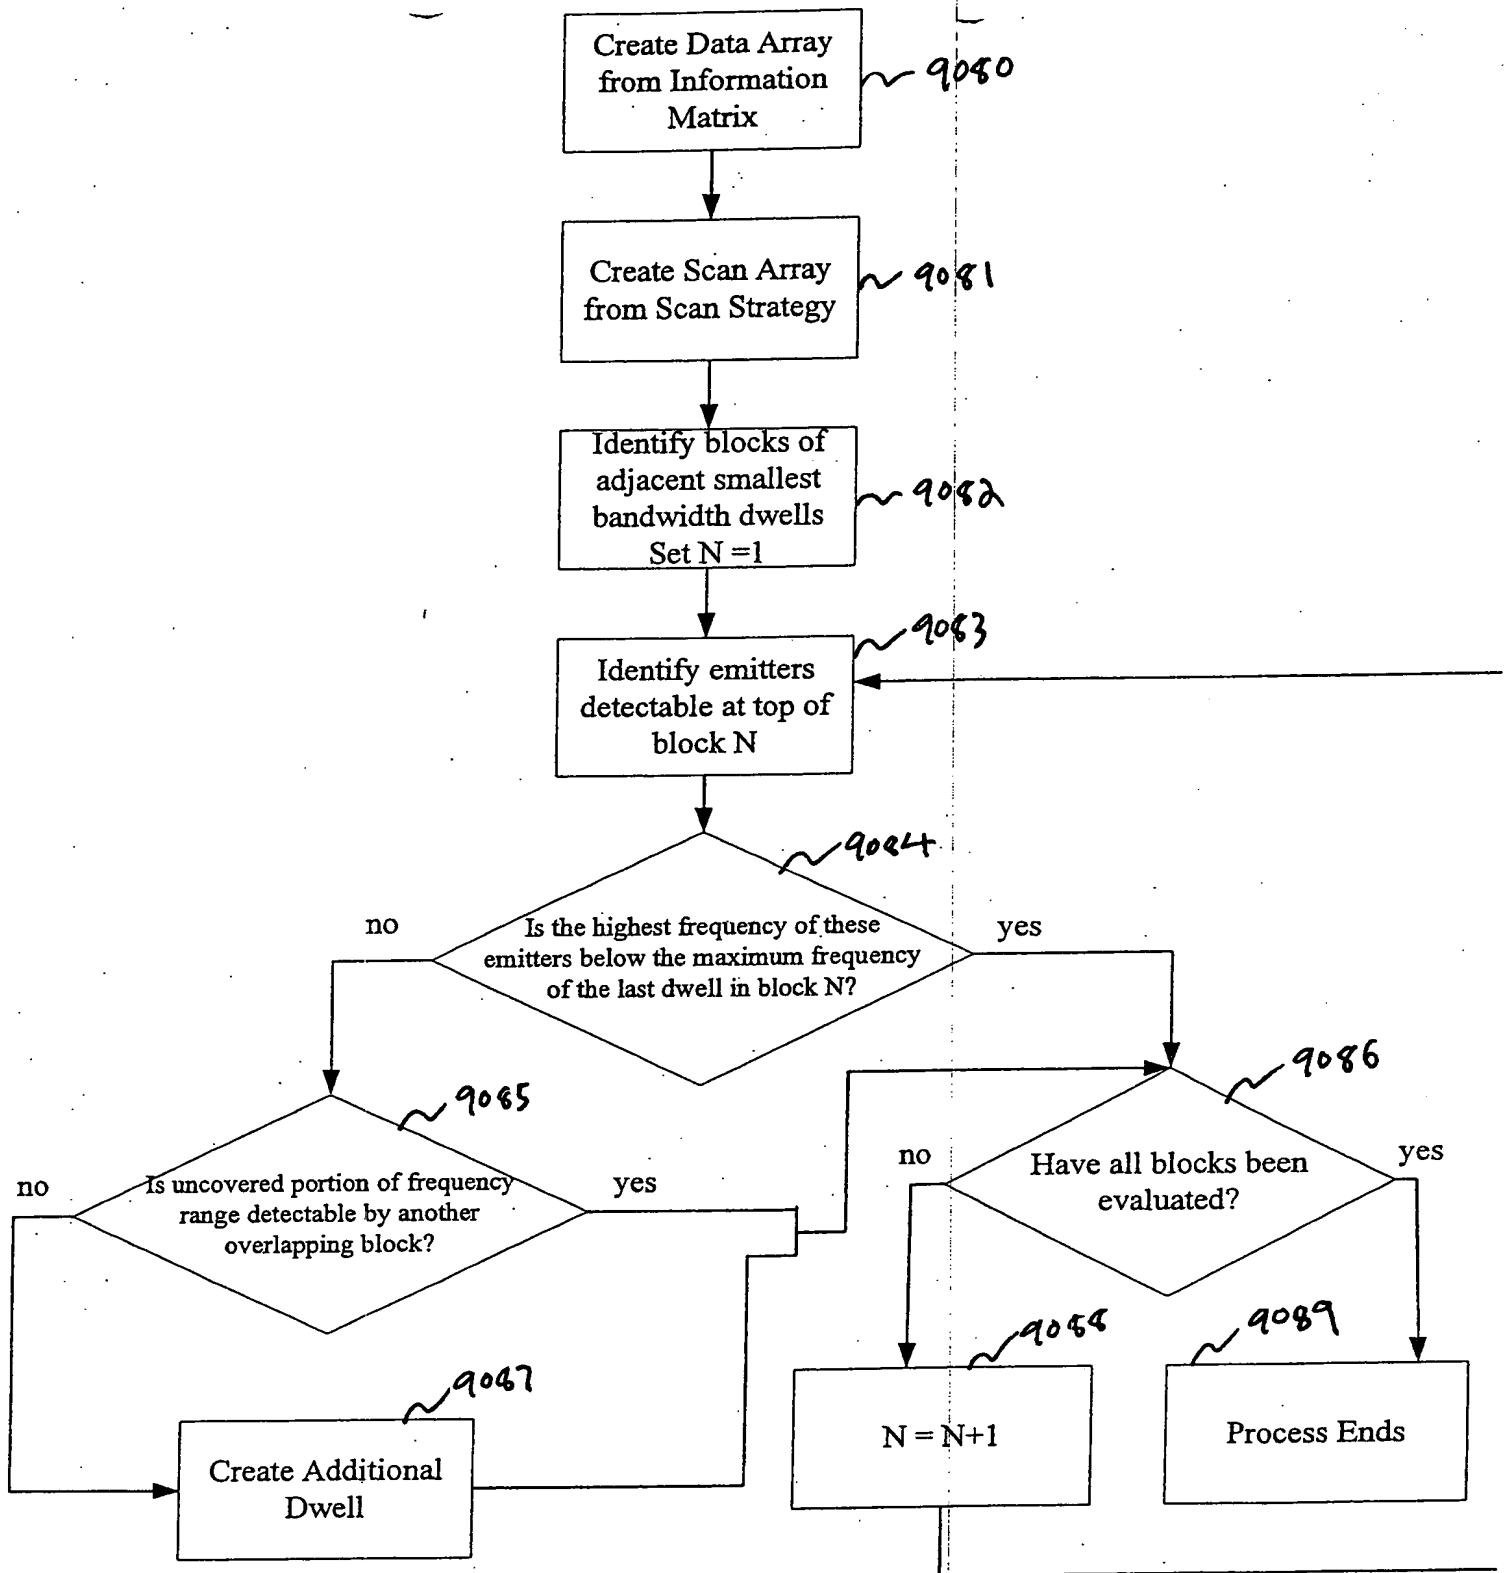 Create Data Array
from Information
Matrix
9080
Create Scan Array
from Scan Strategy
9081
Identify blocks of
adjacent smallest
bandwidth dwells
Set N =1
9082
9083
Identify emitters
detectable at top of
block N
9084
no
Is the highest frequency of these
emitters below the maximum frequency
of the last dwell in block N?
yes
9085
9086
no
Is uncovered portion of frequency
range detectable by another
overlapping block?
yes
no
Have all blocks been
evaluated?
yes
9087
Create Additional
Dwell
9088
N = N+1
9089
Process Ends